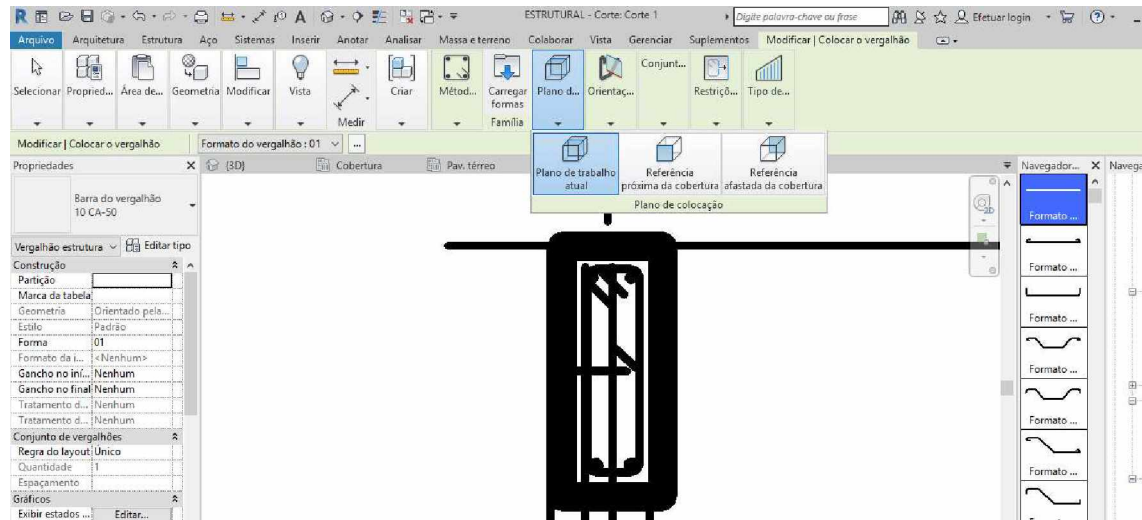 ESTRUTURAL - Corte: Corte 1
Digite palavra-chave ou frase
Efetuar login
Arquivo Arquitetura Estrutura Aço Sistemas Inserir Anotar Analisar Massa e terreno Colaborar Vista Gerenciar Suplementos Modificar | Colocar o vergalhão
Selecionar Propried... Área de... Geometria Modificar Vista Medir Criar Métod... Carregar formas Plano d... Orientaç... Conjunt... Restriçõ... Tipo de...
Família
Modificar | Colocar o vergalhão Formato do vergalhão : 01 ...
Plano de trabalho atual
Referência próxima da cobertura
Referência afastada da cobertura
Plano de colocação
Propriedades X
{3D} Cobertura Pav. térreo
Navegador... X
Barra do vergalhão
10 CA-50
Vergalhão estrutura Editar tipo
Construção
Partição
Marca da tabela
Geometria Orientado pela...
Estilo Padrão
Forma 01
Formato da i... <Nenhum>
Gancho no iní... Nenhum
Gancho no final Nenhum
Tratamento d... Nenhum
Tratamento d... Nenhum
Conjunto de vergalhões
Regra do layout Único
Quantidade 1
Espaçamento
Gráficos
Exibir estados ... Editar...
2D
Formato ...
Formato ...
Formato ...
Formato ...
Formato ...
Formato ...